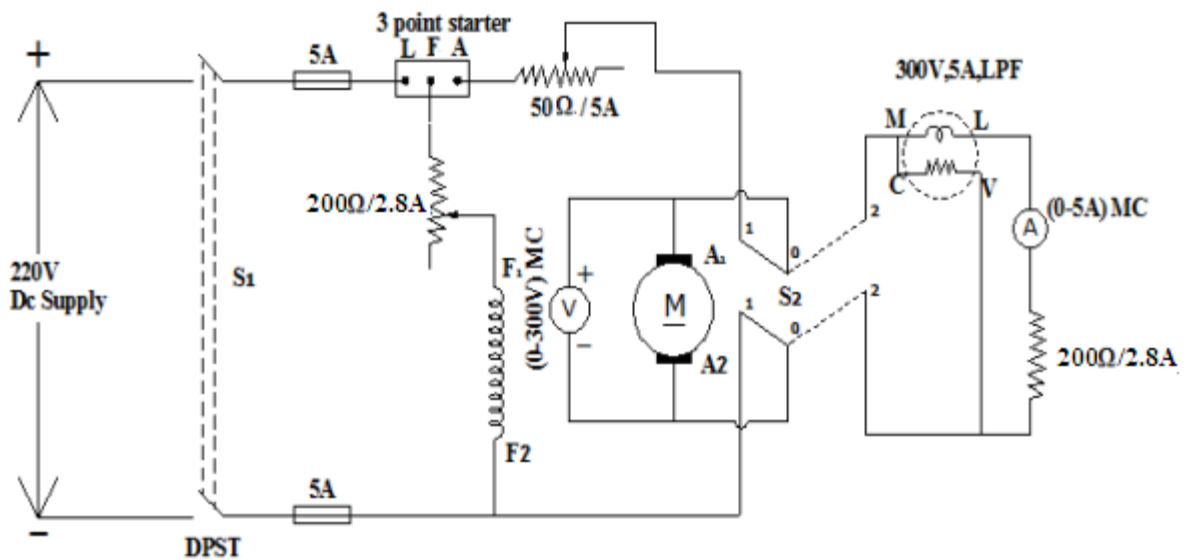 3 point starter
L F A
+
5A
50Ω/5A
300V,5A,LPF
M L
C V
200Ω/2.8A
(0-5A) MC
A
2
1
0
220V
Dc Supply
S1
F₁
(0-300V) MC
+
V
−
A₁
M
A2
S2
1
0
2
200Ω/2.8A
F2
5A
−
DPST